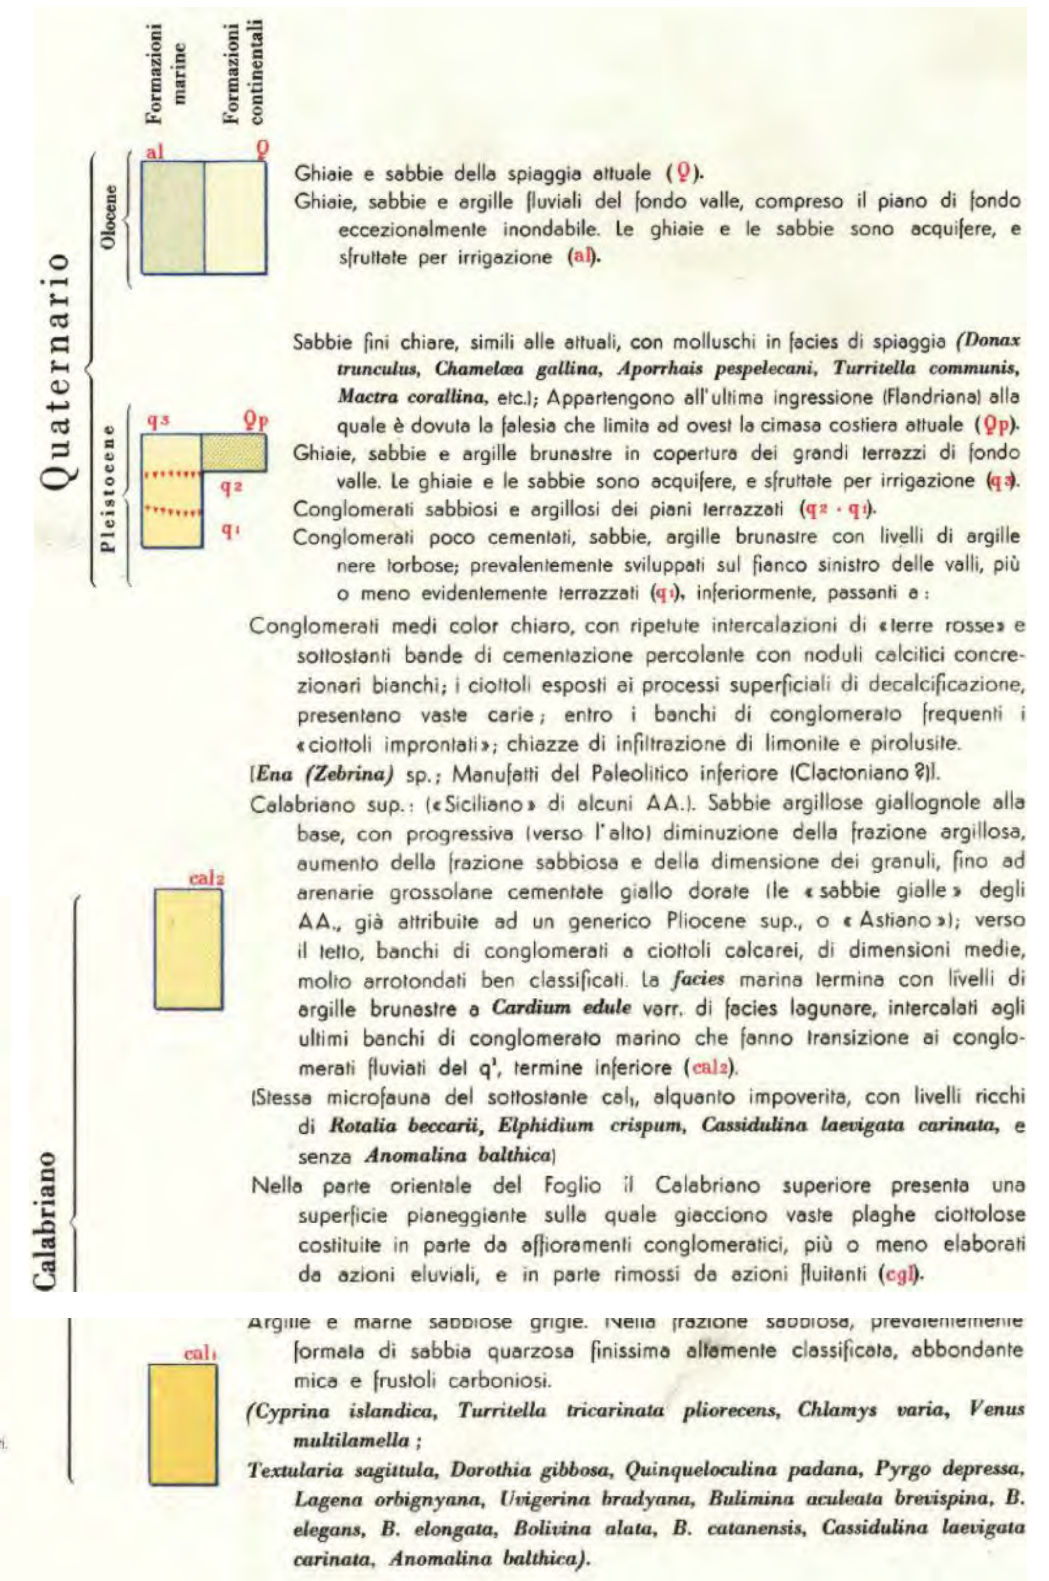 Formazioni
marine
Formazioni
continentali
Quaternario
Olocene
al
Q
Ghiaie e sabbie della spiaggia attuale (Q).
Ghiaie, sabbie e argille fluviali del fondo valle, compreso il piano di fondo
eccezionalmente inondabile. Le ghiaie e le sabbie sono acquifere, e
sfruttate per irrigazione (al).
Pleistocene
q3
Qp
q2
q1
Sabbie fini chiare, simili alle attuali, con molluschi in facies di spiaggia (Donax
trunculus, Chamelæa gallina, Aporrhais pespelecani, Turritella communis,
Mactra corallina, etc.); Appartengono all'ultima ingressione (Flandriana) alla
quale è dovuta la falesia che limita ad ovest la cimasa costiera attuale (Qp).
Ghiaie, sabbie e argille brunastre in copertura dei grandi terrazzi di fondo
valle. Le ghiaie e le sabbie sono acquifere, e sfruttate per irrigazione (q3).
Conglomerati sabbiosi e argillosi dei piani terrazzati (q2 - q1).
Conglomerati poco cementati, sabbie, argille brunastre con livelli di argille
nere torbose; prevalentemente sviluppati sul fianco sinistro delle valli, più
o meno evidentemente terrazzati (q1), inferiormente, passanti a :
Conglomerati medi color chiaro, con ripetute intercalazioni di «terre rosse» e
sottostanti bande di cementazione percolante con noduli calcitici concre-
zionari bianchi; i ciottoli esposti ai processi superficiali di decalcificazione,
presentano vaste carie; entro i banchi di conglomerato frequenti i
«ciottoli improntati»; chiazze di infiltrazione di limonite e pirolusite.
(Ena (Zebrina) sp.; Manufatti del Paleolitico inferiore (Clactoniano ?)).
Calabriano
cal2
Calabriano sup.: («Siciliano» di alcuni AA.). Sabbie argillose giallognole alla
base, con progressiva (verso l'alto) diminuzione della frazione argillosa,
aumento della frazione sabbiosa e della dimensione dei granuli, fino ad
arenarie grossolane cementate giallo dorate (le «sabbie gialle» degli
AA., già attribuite ad un generico Pliocene sup., o «Astiano»); verso
il tetto, banchi di conglomerati a ciottoli calcarei, di dimensioni medie,
molto arrotondati ben classificati. La facies marina termina con livelli di
argille brunastre a Cardium edule varr. di facies lagunare, intercalati agli
ultimi banchi di conglomerato marino che fanno transizione ai conglo-
merati fluviati del q¹, termine inferiore (cal2).
(Stessa microfauna del sottostante cal1, alquanto impoverita, con livelli ricchi
di Rotalia beccarii, Elphidium crispum, Cassidulina laevigata carinata, e
senza Anomalina balthica)
Nella parte orientale del Foglio il Calabriano superiore presenta una
superficie pianeggiante sulla quale giacciono vaste plaghe ciottolose
costituite in parte da affioramenti conglomeratici, più o meno elaborati
da azioni eluviali, e in parte rimossi da azioni fluitanti (cgl).
cal1
Argille e marne sabbiose grigie. Nella frazione sabbiosa, prevalentemente
formata di sabbia quarzosa finissima altamente classificata, abbondante
mica e frustoli carboniosi.
(Cyprina islandica, Turritella tricarinata pliorecens, Chlamys varia, Venus
multilamella ;
Textularia sagittula, Dorothia gibbosa, Quinqueloculina padana, Pyrgo depressa,
Lagena orbignyana, Uvigerina bradyana, Bulimina aculeata brevispina, B.
elegans, B. elongata, Bolivina alata, B. catanensis, Cassidulina laevigata
carinata, Anomalina balthica).